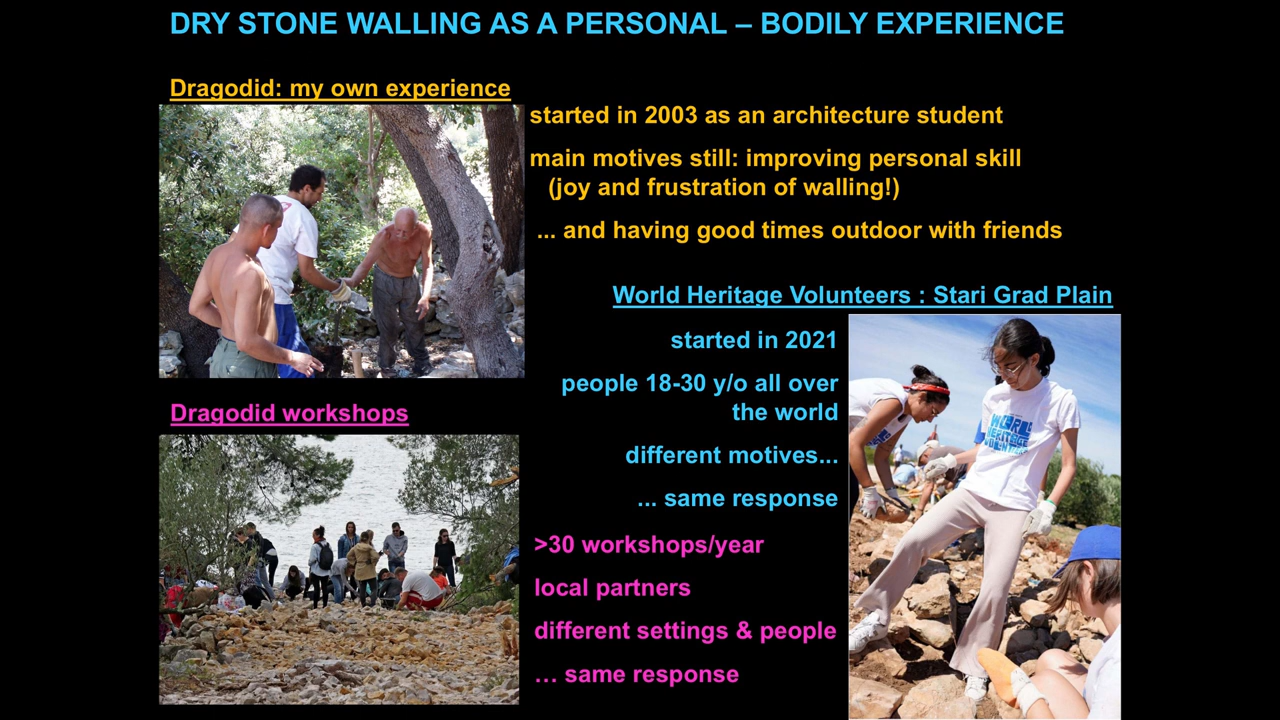 DRY STONE WALLING AS A PERSONAL – BODILY EXPERIENCE
Dragodid: my own experience
started in 2003 as an architecture student
main motives still: improving personal skill
(joy and frustration of walling!)
... and having good times outdoor with friends
World Heritage Volunteers : Stari Grad Plain
started in 2021
people 18-30 y/o all over
the world
different motives...
... same response
WORLD
HERITAGE
VOLUNTEERS
Dragodid workshops
>30 workshops/year
local partners
different settings & people
… same response